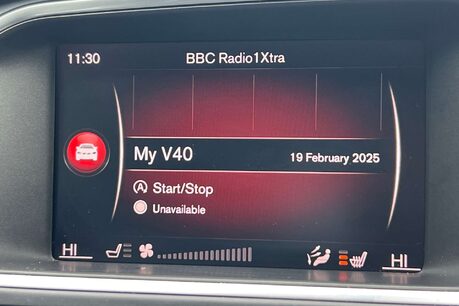 11:30 BBC Radio1Xtra
My V40 19 February 2025
Start/Stop
Unavailable
HI HI